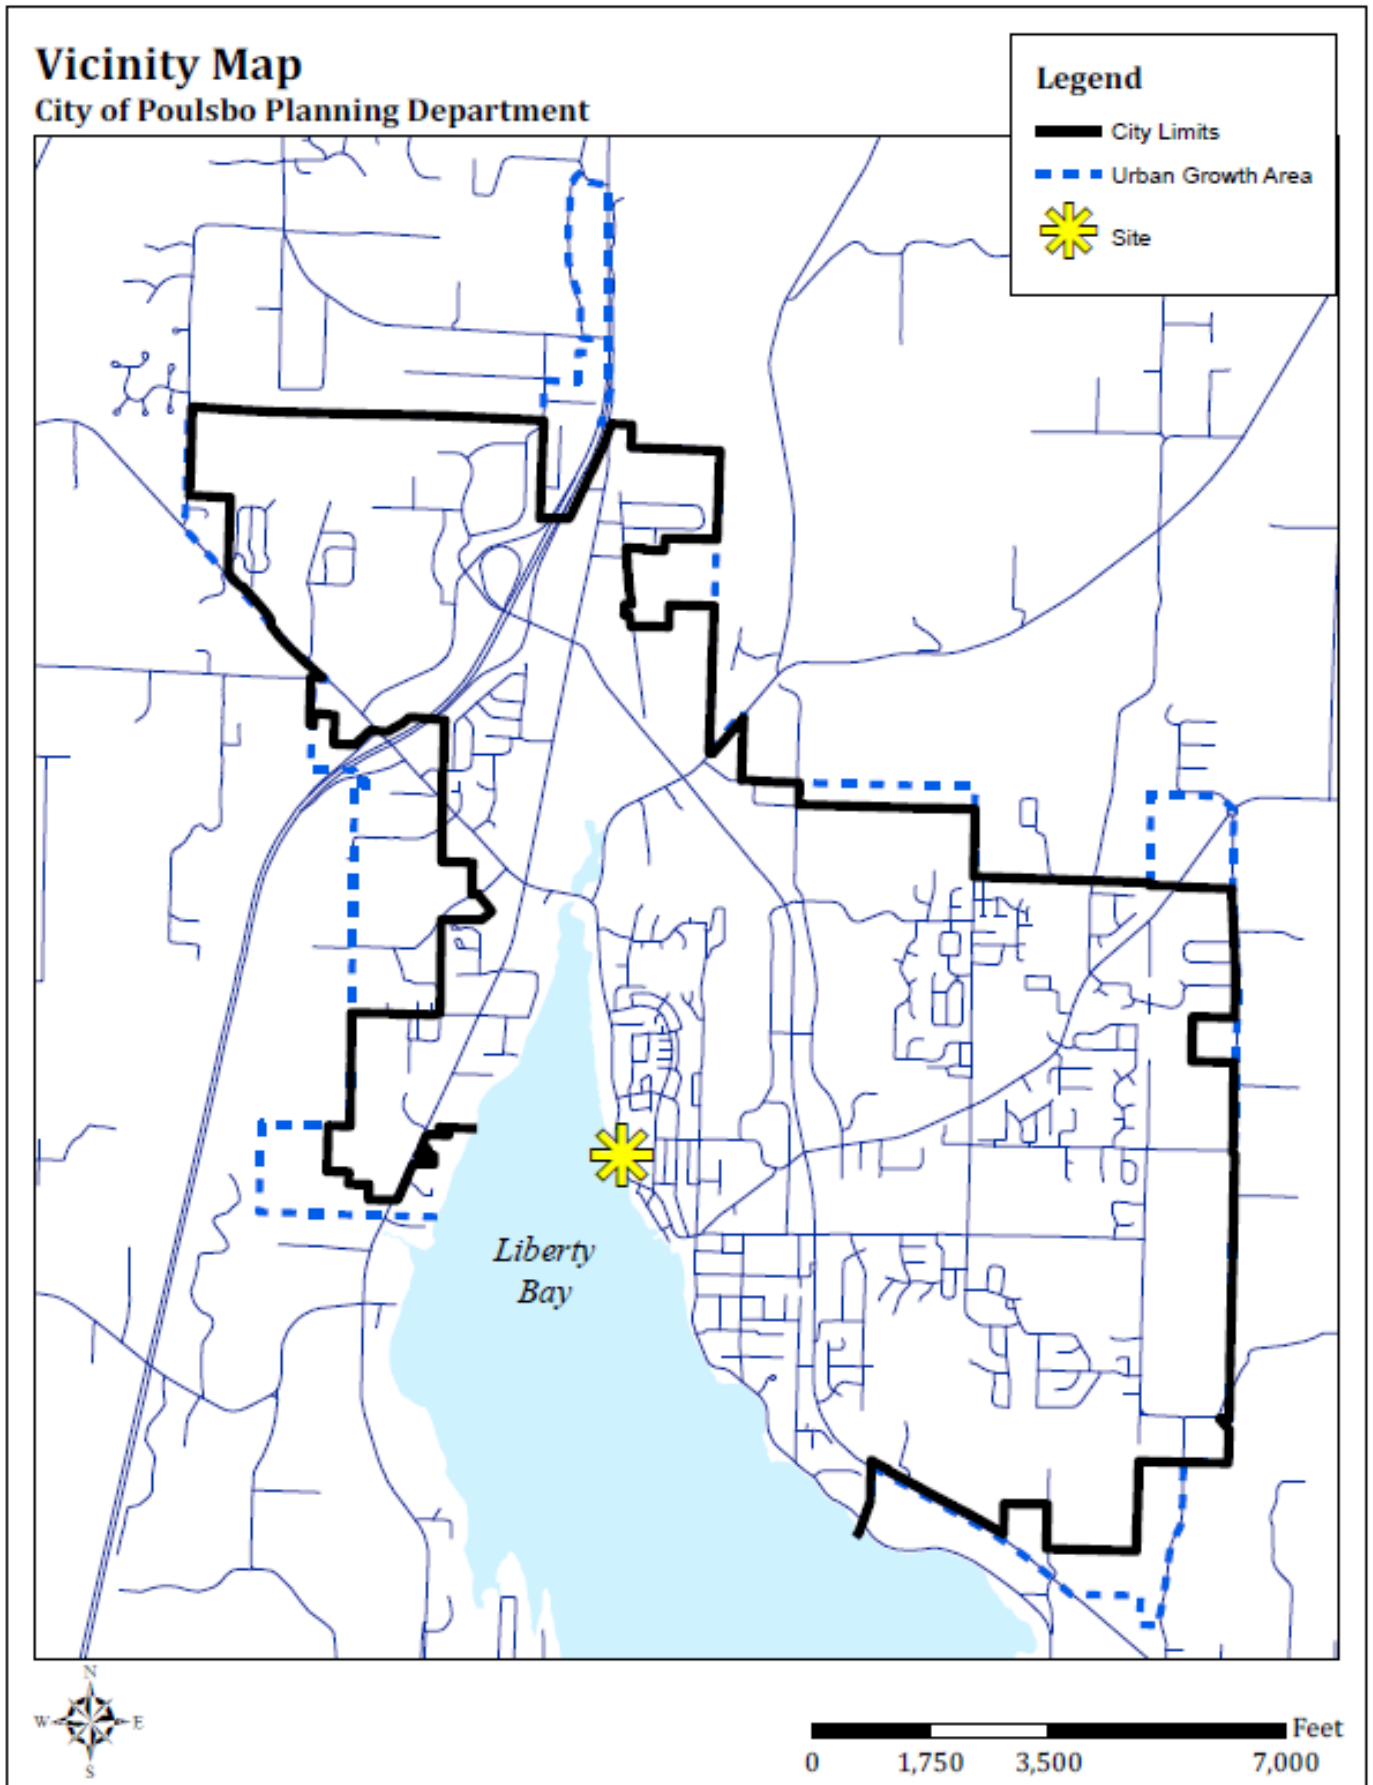 Vicinity Map
City of Poulsbo Planning Department
Legend
City Limits
Urban Growth Area
Site
Liberty
Bay
N
W E
S
Feet
0 1,750 3,500 7,000